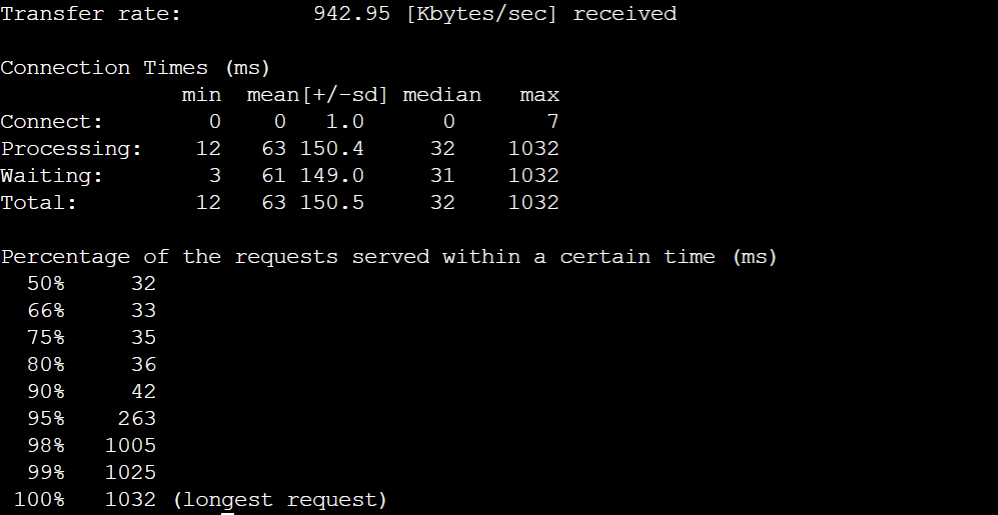 Transfer rate:          942.95 [Kbytes/sec] received

Connection Times (ms)
              min  mean[+/-sd] median   max
Connect:        0    0   1.0      0       7
Processing:    12   63 150.4     32    1032
Waiting:        3   61 149.0     31    1032
Total:         12   63 150.5     32    1032

Percentage of the requests served within a certain time (ms)
  50%     32
  66%     33
  75%     35
  80%     36
  90%     42
  95%    263
  98%   1005
  99%   1025
 100%   1032 (longest request)